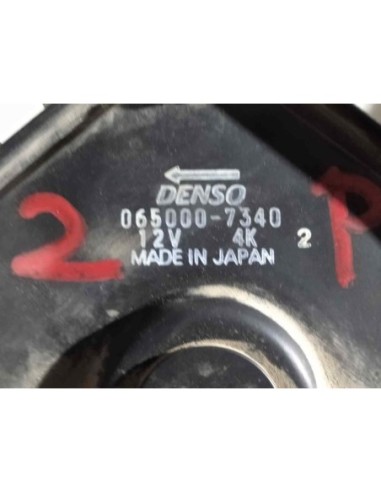 DENSO
065000-7340
12V 4K 2
MADE IN JAPAN
2 P